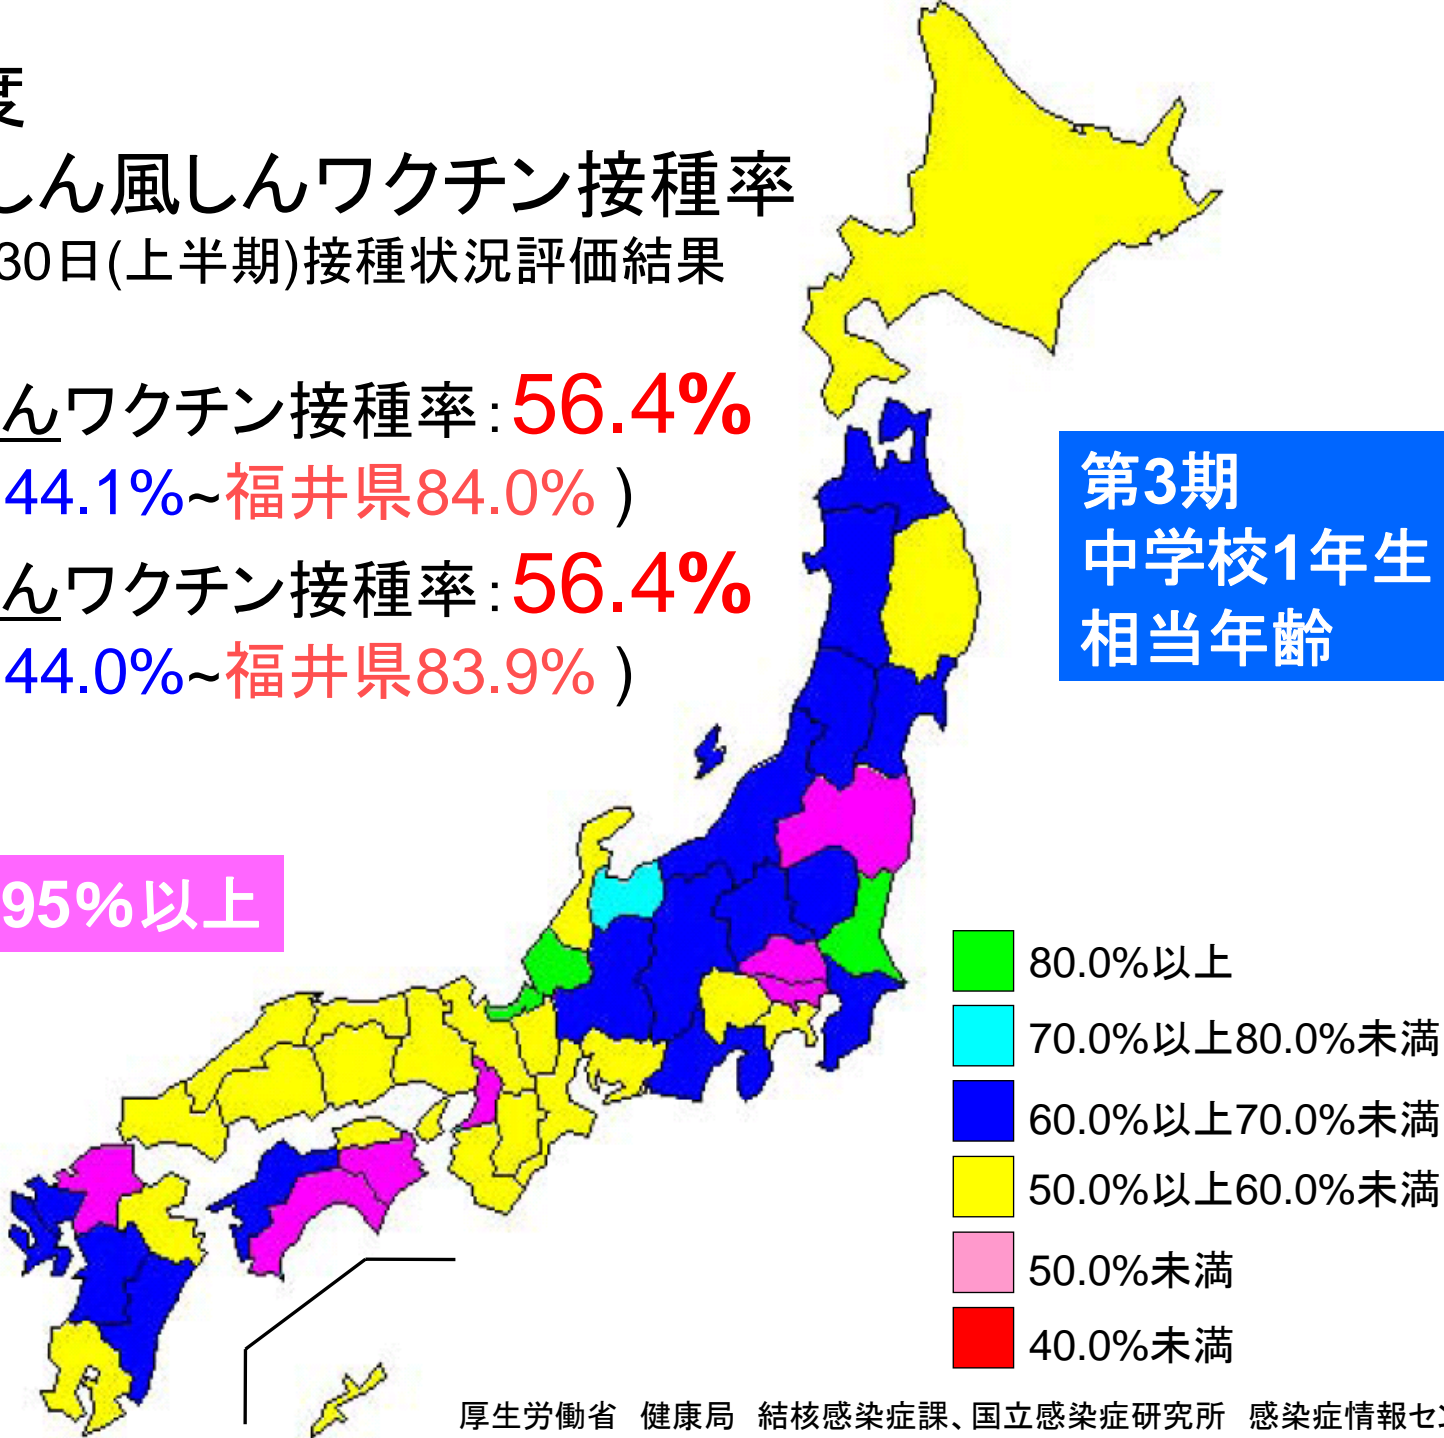 度
しん風しんワクチン接種率
30日(上半期)接種状況評価結果
んワクチン接種率:56.4%
44.1%~福井県84.0% )
んワクチン接種率:56.4%
44.0%~福井県83.9% )
第3期
中学校1年生
相当年齢
95%以上
80.0%以上
70.0%以上80.0%未満
60.0%以上70.0%未満
50.0%以上60.0%未満
50.0%未満
40.0%未満
厚生労働省 健康局 結核感染症課、国立感染症研究所 感染症情報セ